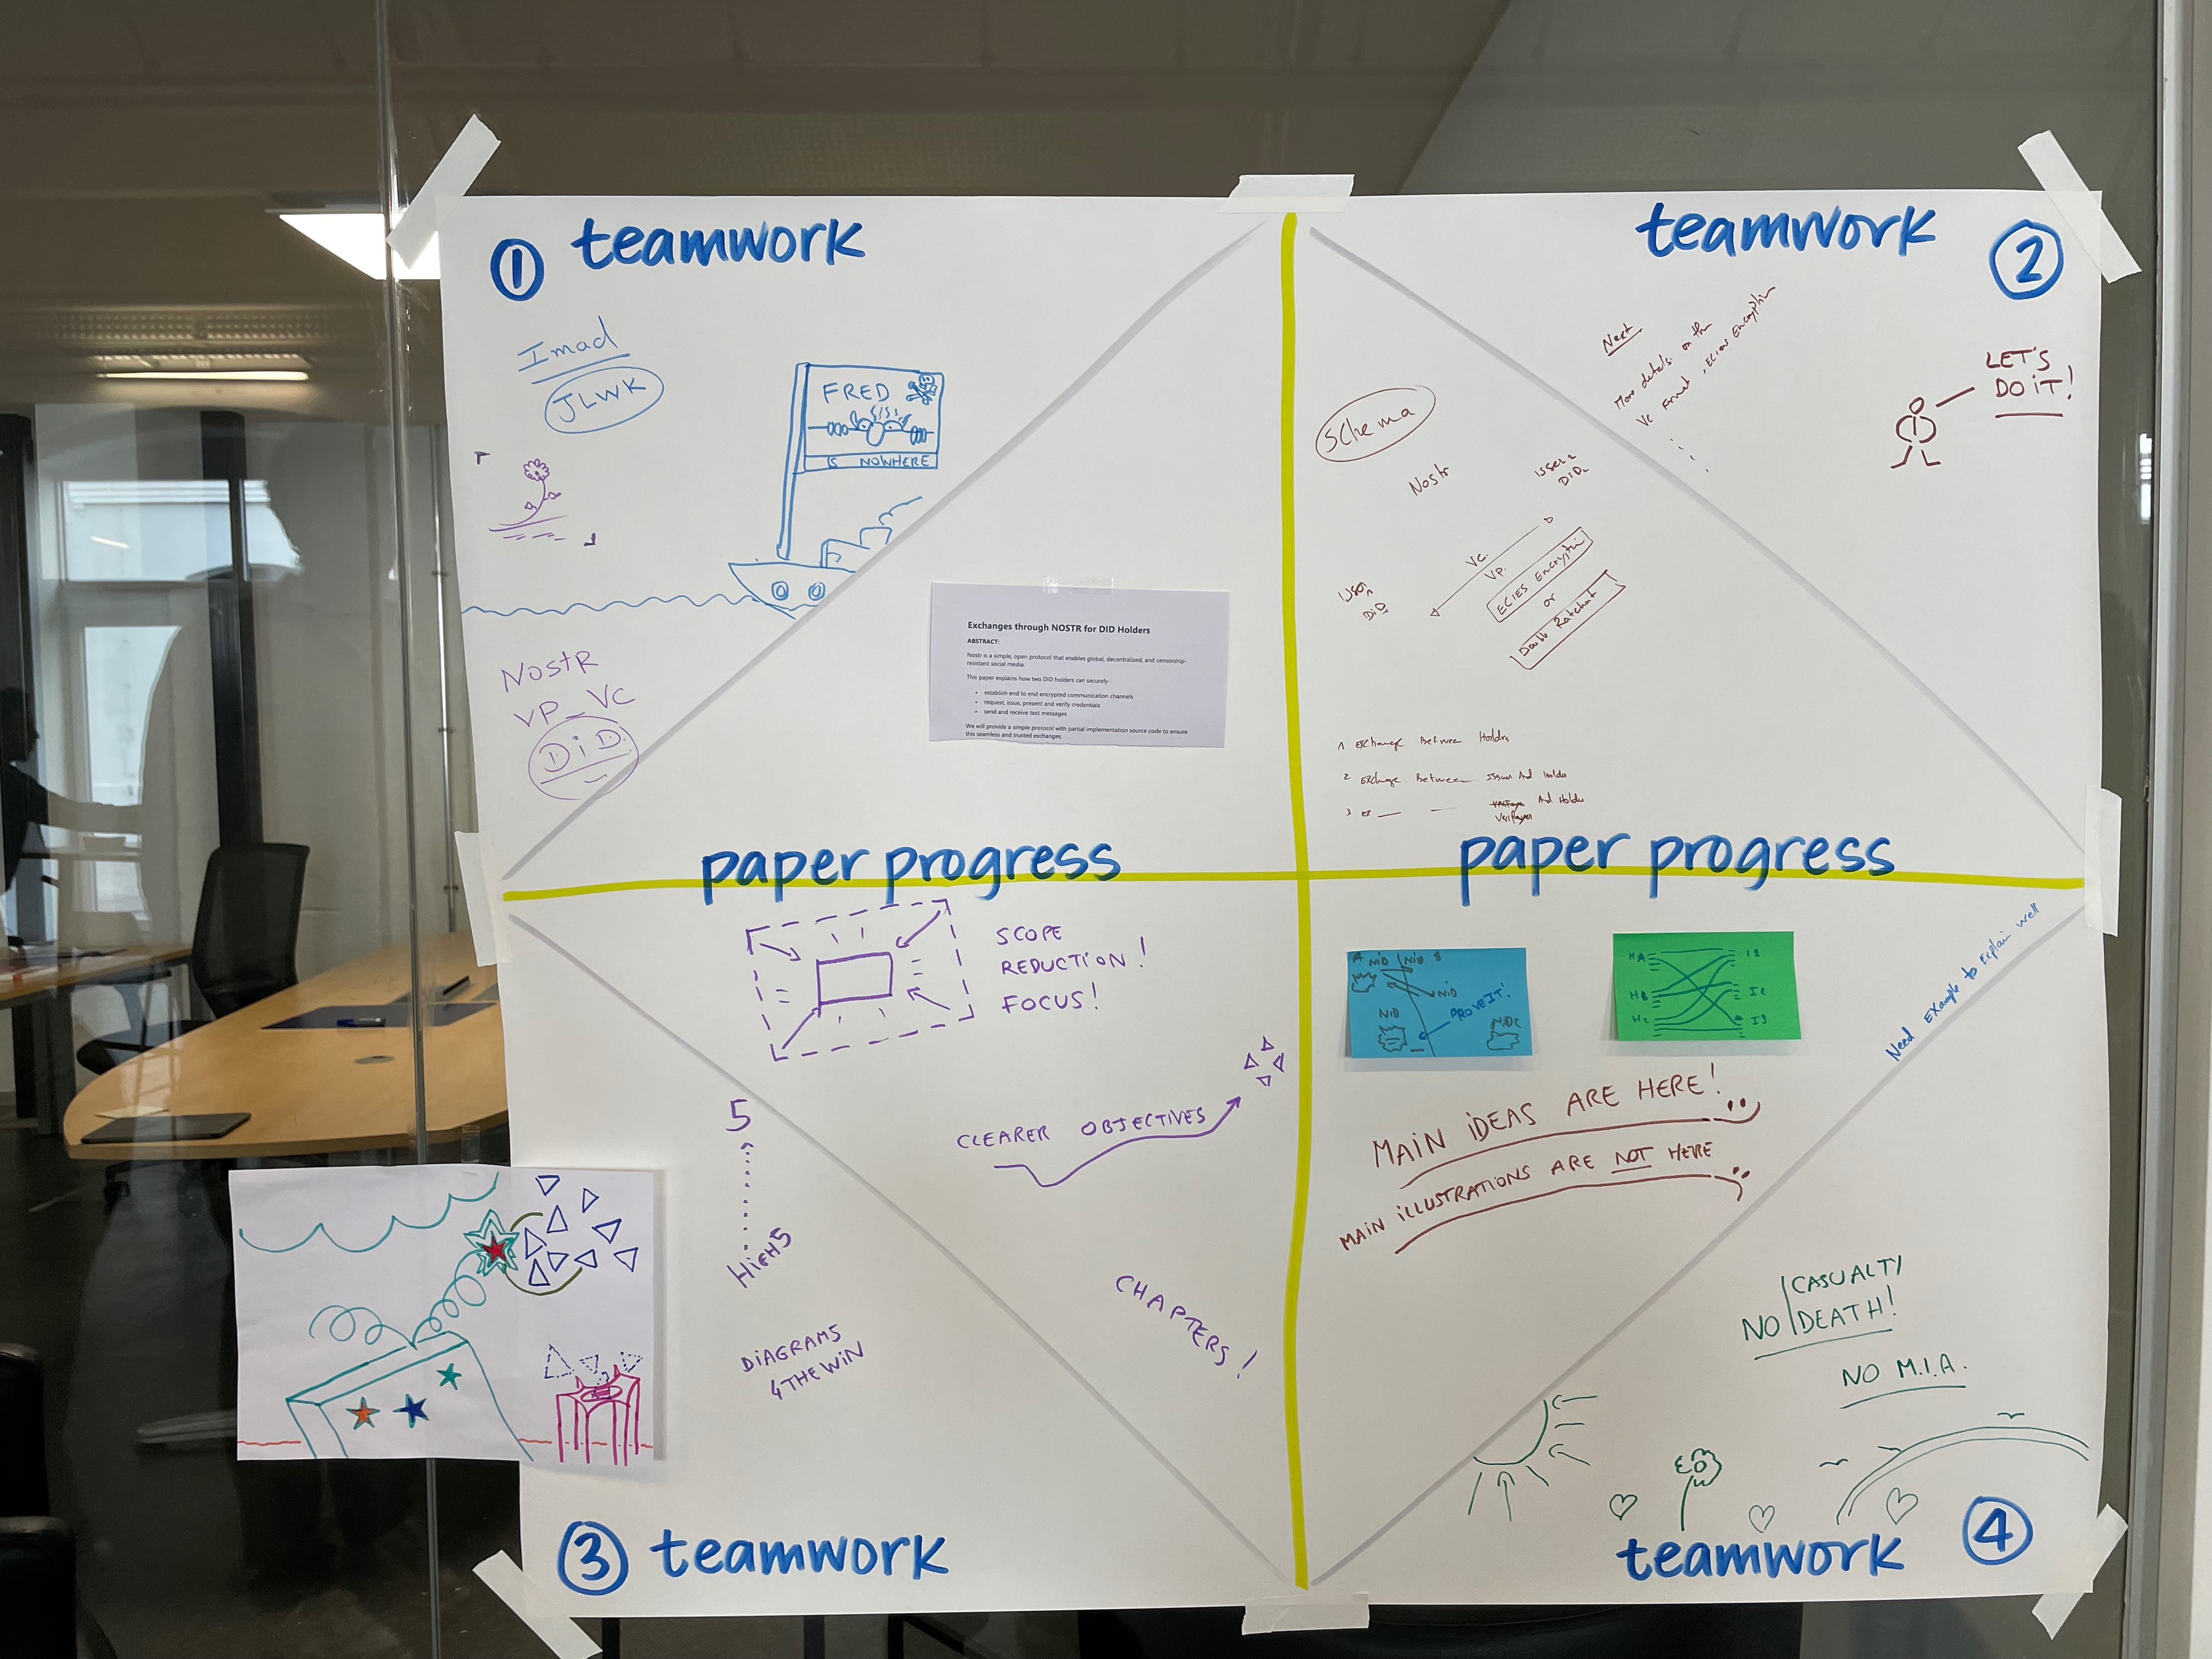 1 teamwork
Imad
JLWK
FRED
IS NOWHERE
NOSTR
VP_VC
DiD
Exchanges through NOSTR for DID Holders
ABSTRACT:
Nostr is a simple, open protocol that enables global, decentralized, and censorship-
resistant social media.
This paper explains how two DID holders can securely
• establish end to end encrypted communication channels
• request, issue, present and verify credentials
• send and receive text messages
We will provide a simple protocol with partial implementation source code to ensure
this seamless and trusted exchanges.
paper progress
teamwork 2
Next
More details on the
Vc Format, ECIES Encryption
LET'S
DO iT!
Schema
Nostr
User 2
DID2
VC.
VP.
ECIES Encryption
or
Double Ratchat
User
DiD
1 Exchange Between Holders
2 Exchange Between Issuer And Holder
3 And Holder
paper progress
SCOPE
REDUCTION!
FOCUS!
CLEARER OBJECTIVES
CHAPTERS!
5
HIGH5
DIAGRAMS
4 THE WiN
3 teamwork
A NiD NiD B
NiD
PROVE IT!
NiD
NiDC
HA I1
HB I2
HC I3
Need Example to Explain well
MAiN iDEAS ARE HERE!
MAiN iLLUSTRATiONS ARE NOT HERE
CASUALTY
NO DEATH!
NO M.I.A.
teamwork 4